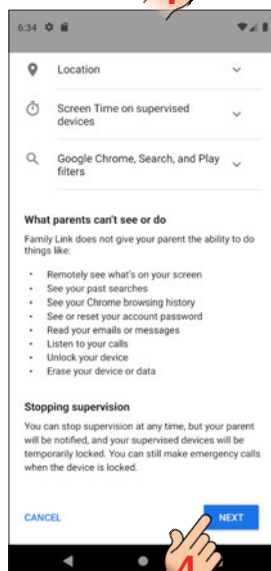 6:34
Location
Screen Time on supervised
devices
Google Chrome, Search, and Play
filters
What parents can't see or do
Family Link does not give your parent the ability to do
things like:
• Remotely see what's on your screen
• See your past searches
• See your Chrome browsing history
• See or reset your account password
• Read your emails or messages
• Listen to your calls
• Unlock your device
• Erase your device or data
Stopping supervision
You can stop supervision at any time, but your parent
will be notified, and your supervised devices will be
temporarily locked. You can still make emergency calls
when the device is locked.
CANCEL NEXT
4